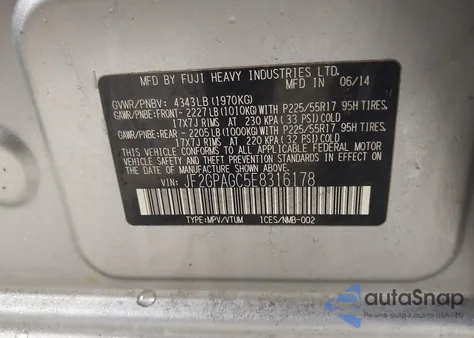 MFD BY FUJI HEAVY INDUSTRIES LTD.
MFD IN 06/14
GVWR/PNBV: 4343LB(1970KG)
GAWR/PNBE:FRONT- 2227LB(1010KG)WITH P225/55R17 95H TIRES,
17X7J RIMS AT 230 KPA(33 PSI)COLD
GAWR/PNBE:REAR - 2205LB(1000KG)WITH P225/55R17 95H TIRES,
17X7J RIMS AT 220 KPA(32 PSI)COLD
THIS VEHICLE CONFORMS TO ALL APPLICABLE
FEDERAL MOTOR VEHICLE SAFETY
AND BUMPER STANDARDS IN EFFECT ON THE DATE
OF MANUFACTURE SHOWN ABOVE.
VIN: JF2GPAGC5E8316178
TYPE:MPV/VTUM ICES/NMB-002
autoSnap